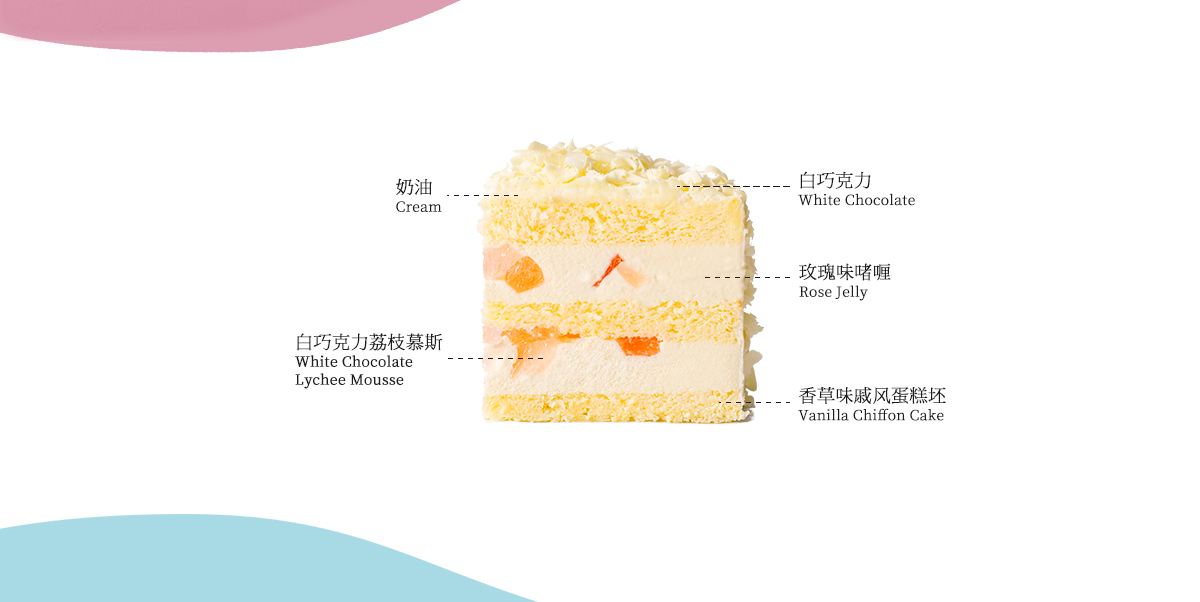 奶油
Cream
白巧克力
White Chocolate
玫瑰味啫喱
Rose Jelly
白巧克力荔枝慕斯
White Chocolate
Lychee Mousse
香草味戚风蛋糕坯
Vanilla Chiffon Cake